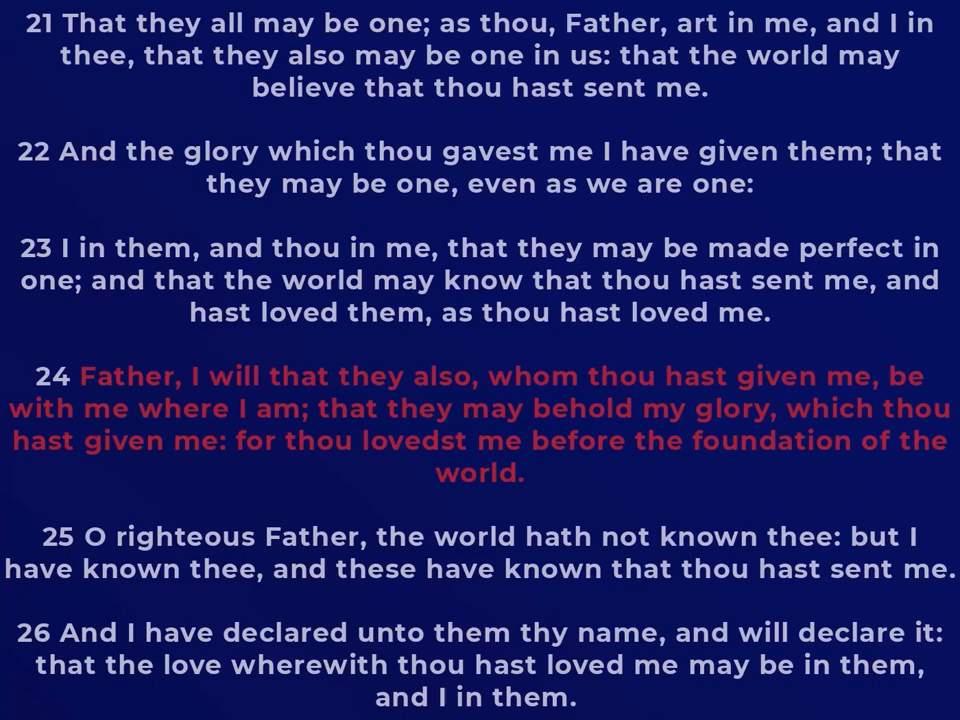 21 That they all may be one; as thou, Father, art in me, and I in
thee, that they also may be one in us: that the world may
believe that thou hast sent me.
22 And the glory which thou gavest me I have given them; that
they may be one, even as we are one:
23 I in them, and thou in me, that they may be made perfect in
one; and that the world may know that thou hast sent me, and
hast loved them, as thou hast loved me.
24 Father, I will that they also, whom thou hast given me, be
with me where I am; that they may behold my glory, which thou
hast given me: for thou lovedst me before the foundation of the
world.
25 O righteous Father, the world hath not known thee: but I
have known thee, and these have known that thou hast sent me.
26 And I have declared unto them thy name, and will declare it:
that the love wherewith thou hast loved me may be in them,
and I in them.